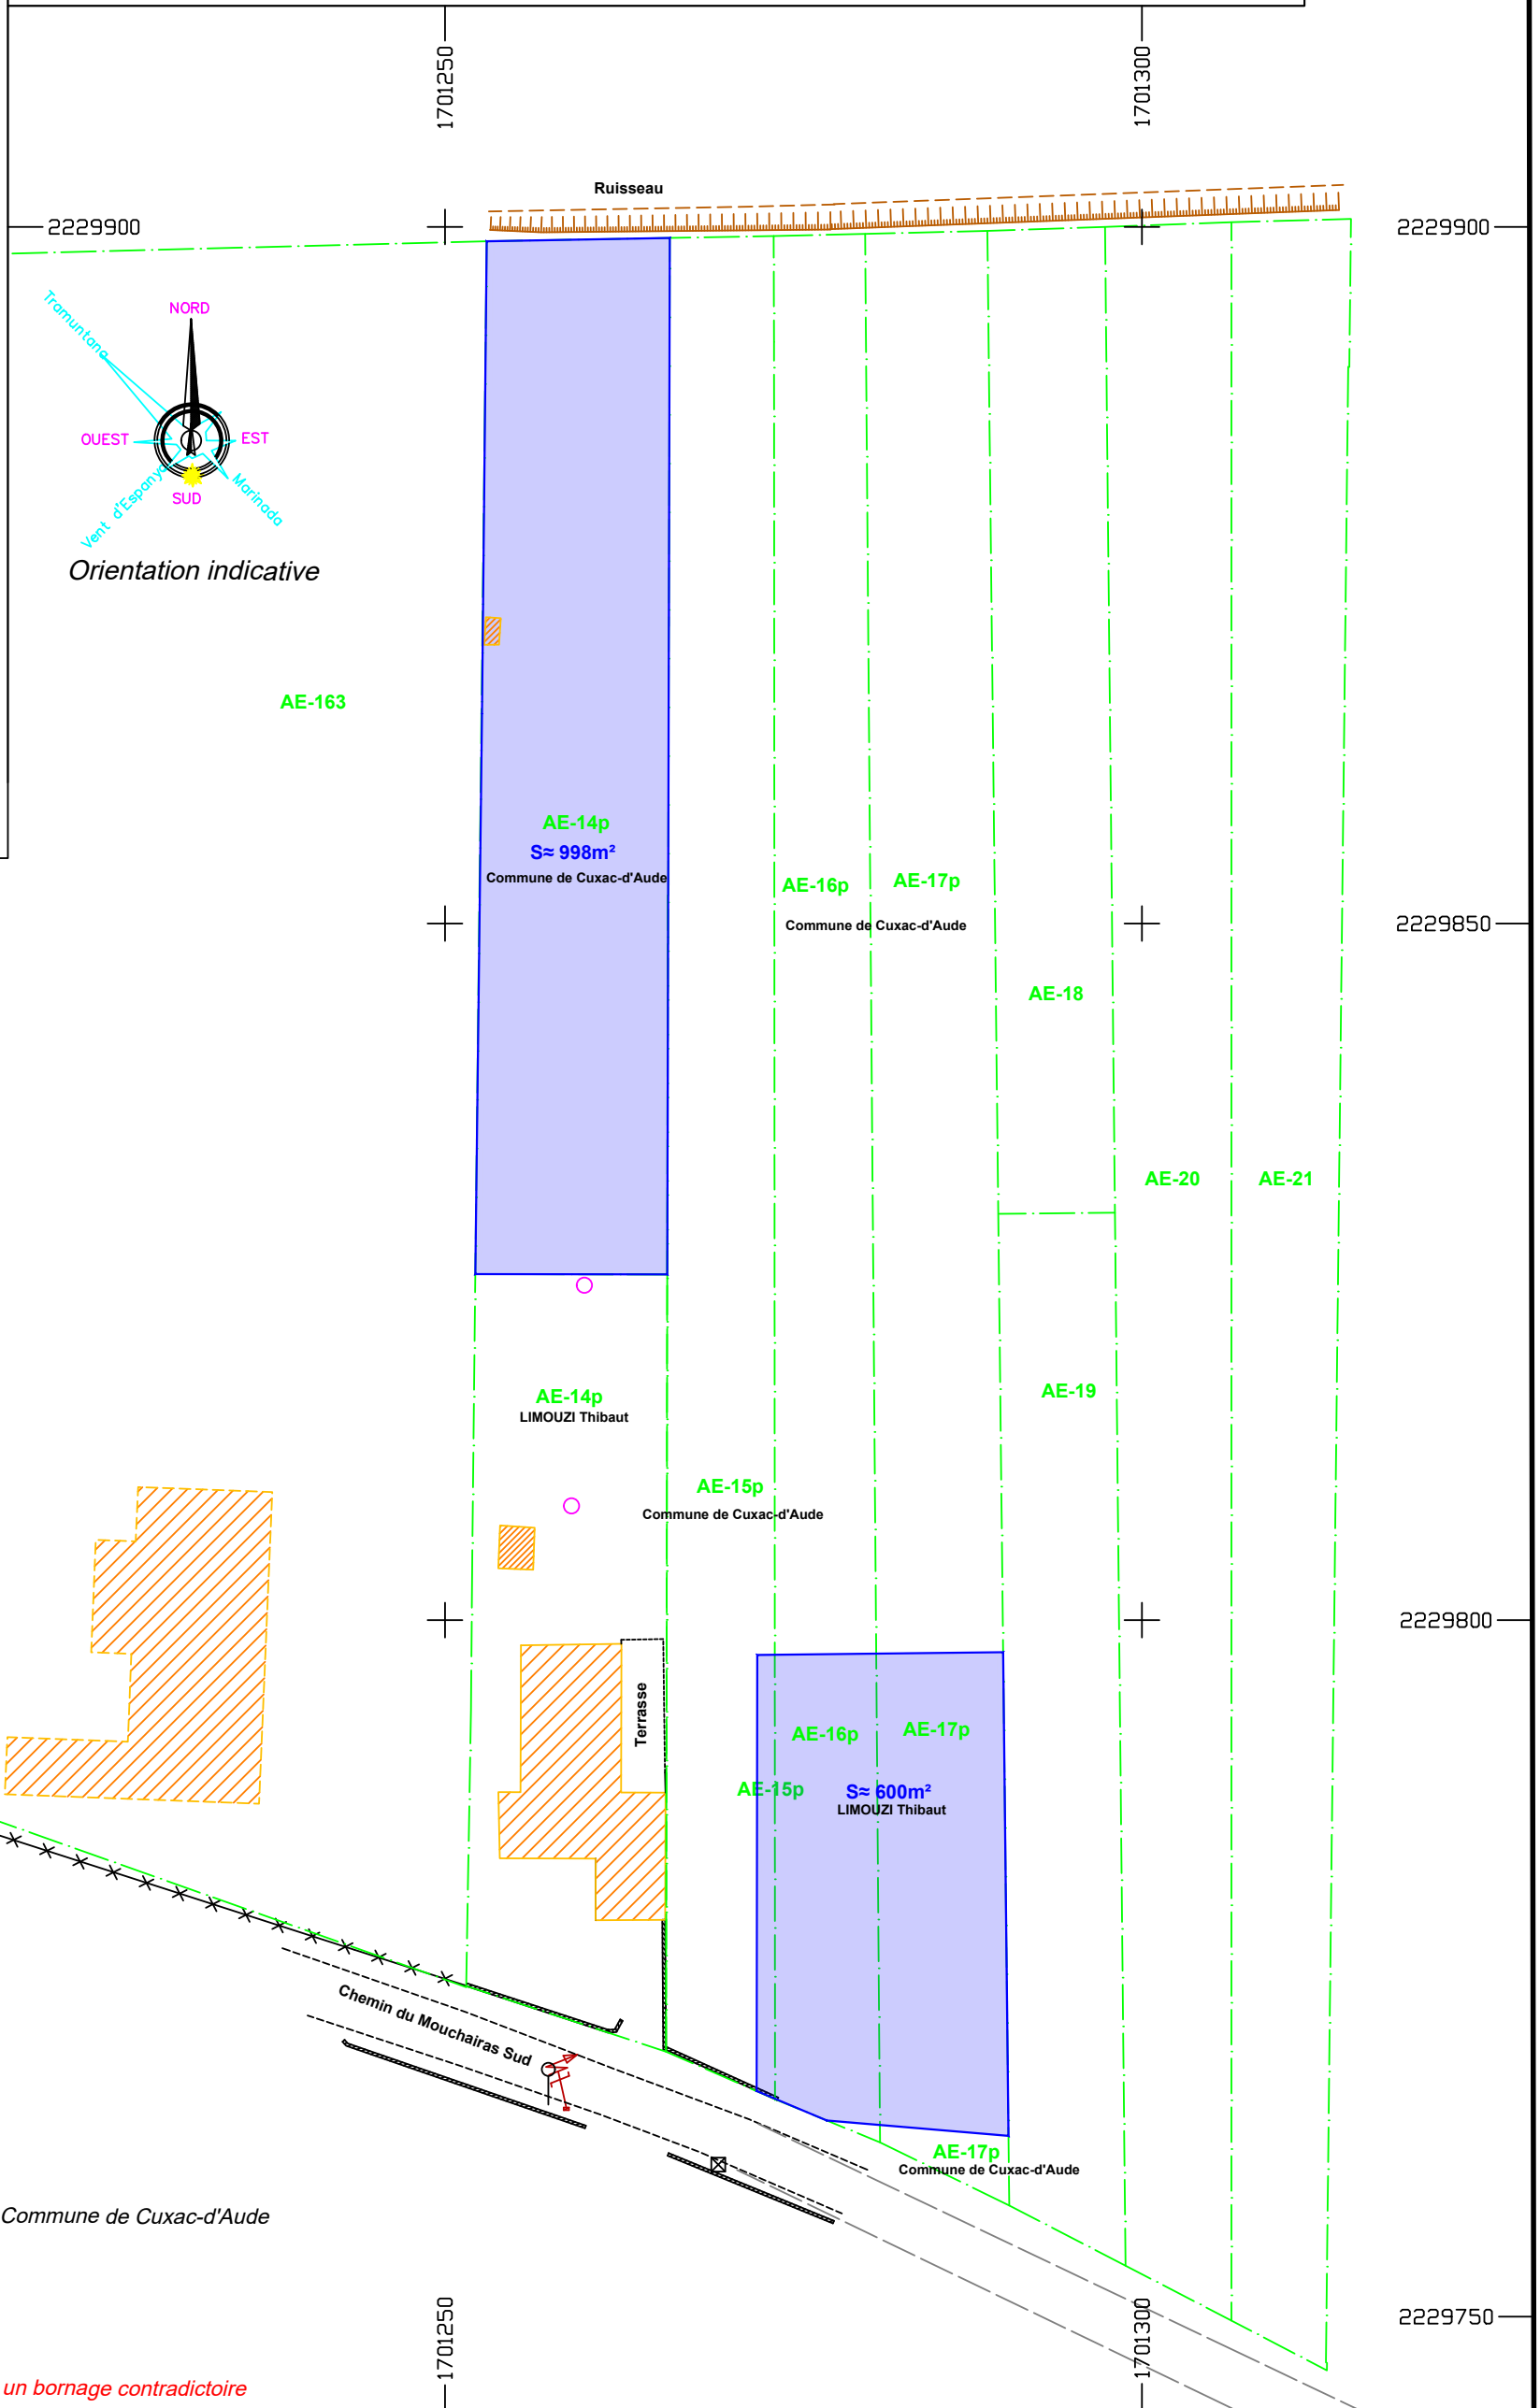 1701250
1701300
Ruisseau
2229900
2229900
Tramuntana
NORD
OUEST
EST
SUD
Vent d'Espanya
Marinada
Orientation indicative
AE-163
AE-14p
S≈ 998m²
Commune de Cuxac-d'Aude
AE-16p
AE-17p
Commune de Cuxac-d'Aude
2229850
AE-18
AE-20
AE-21
AE-14p
LIMOUZI Thibaut
AE-19
AE-15p
Commune de Cuxac-d'Aude
2229800
Terrasse
AE-16p
AE-17p
AE-15p
S≈ 600m²
LIMOUZI Thibaut
Chemin du Mouchairas Sud
AE-17p
Commune de Cuxac-d'Aude
Commune de Cuxac-d'Aude
1701250
1701300
2229750
un bornage contradictoire